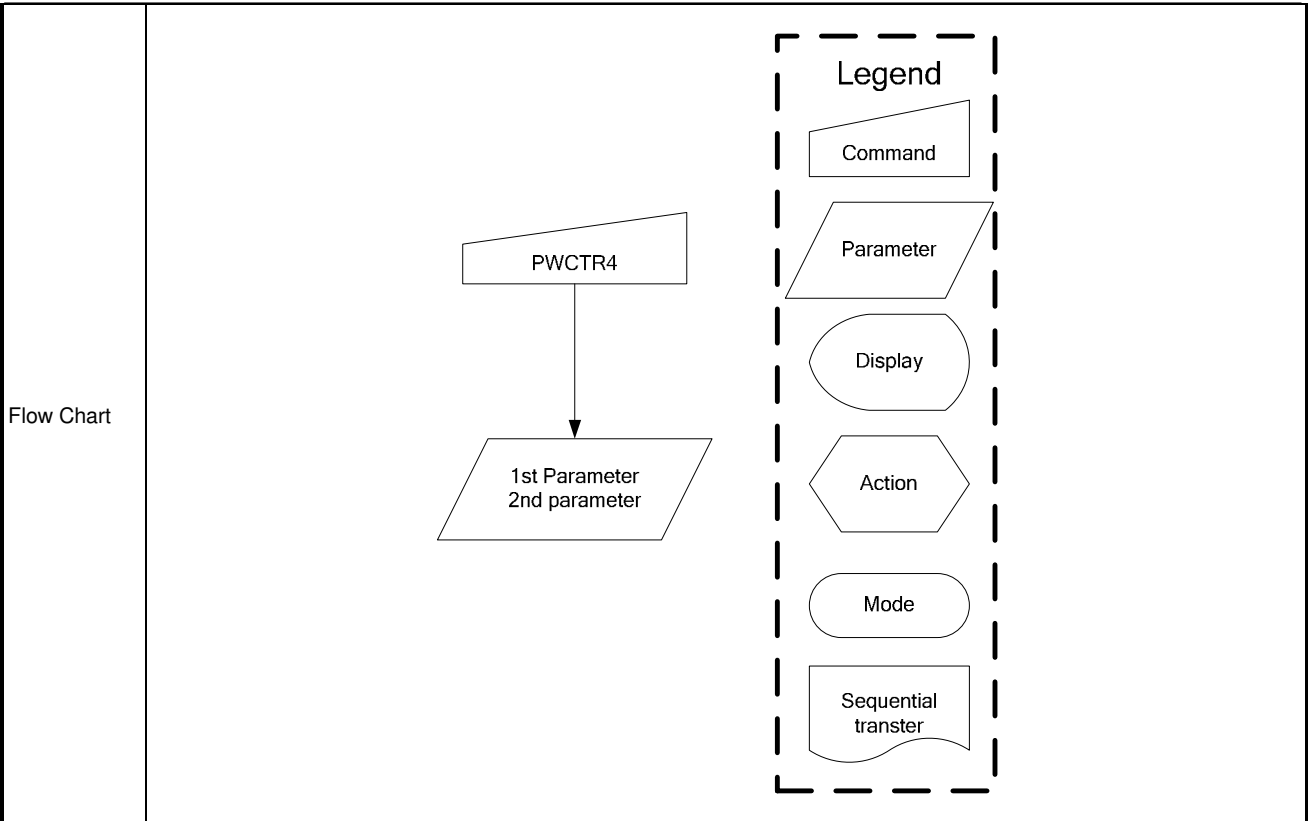 Flow Chart
PWCTR4
1st Parameter
2nd parameter
Legend
Command
Parameter
Display
Action
Mode
Sequential
transter